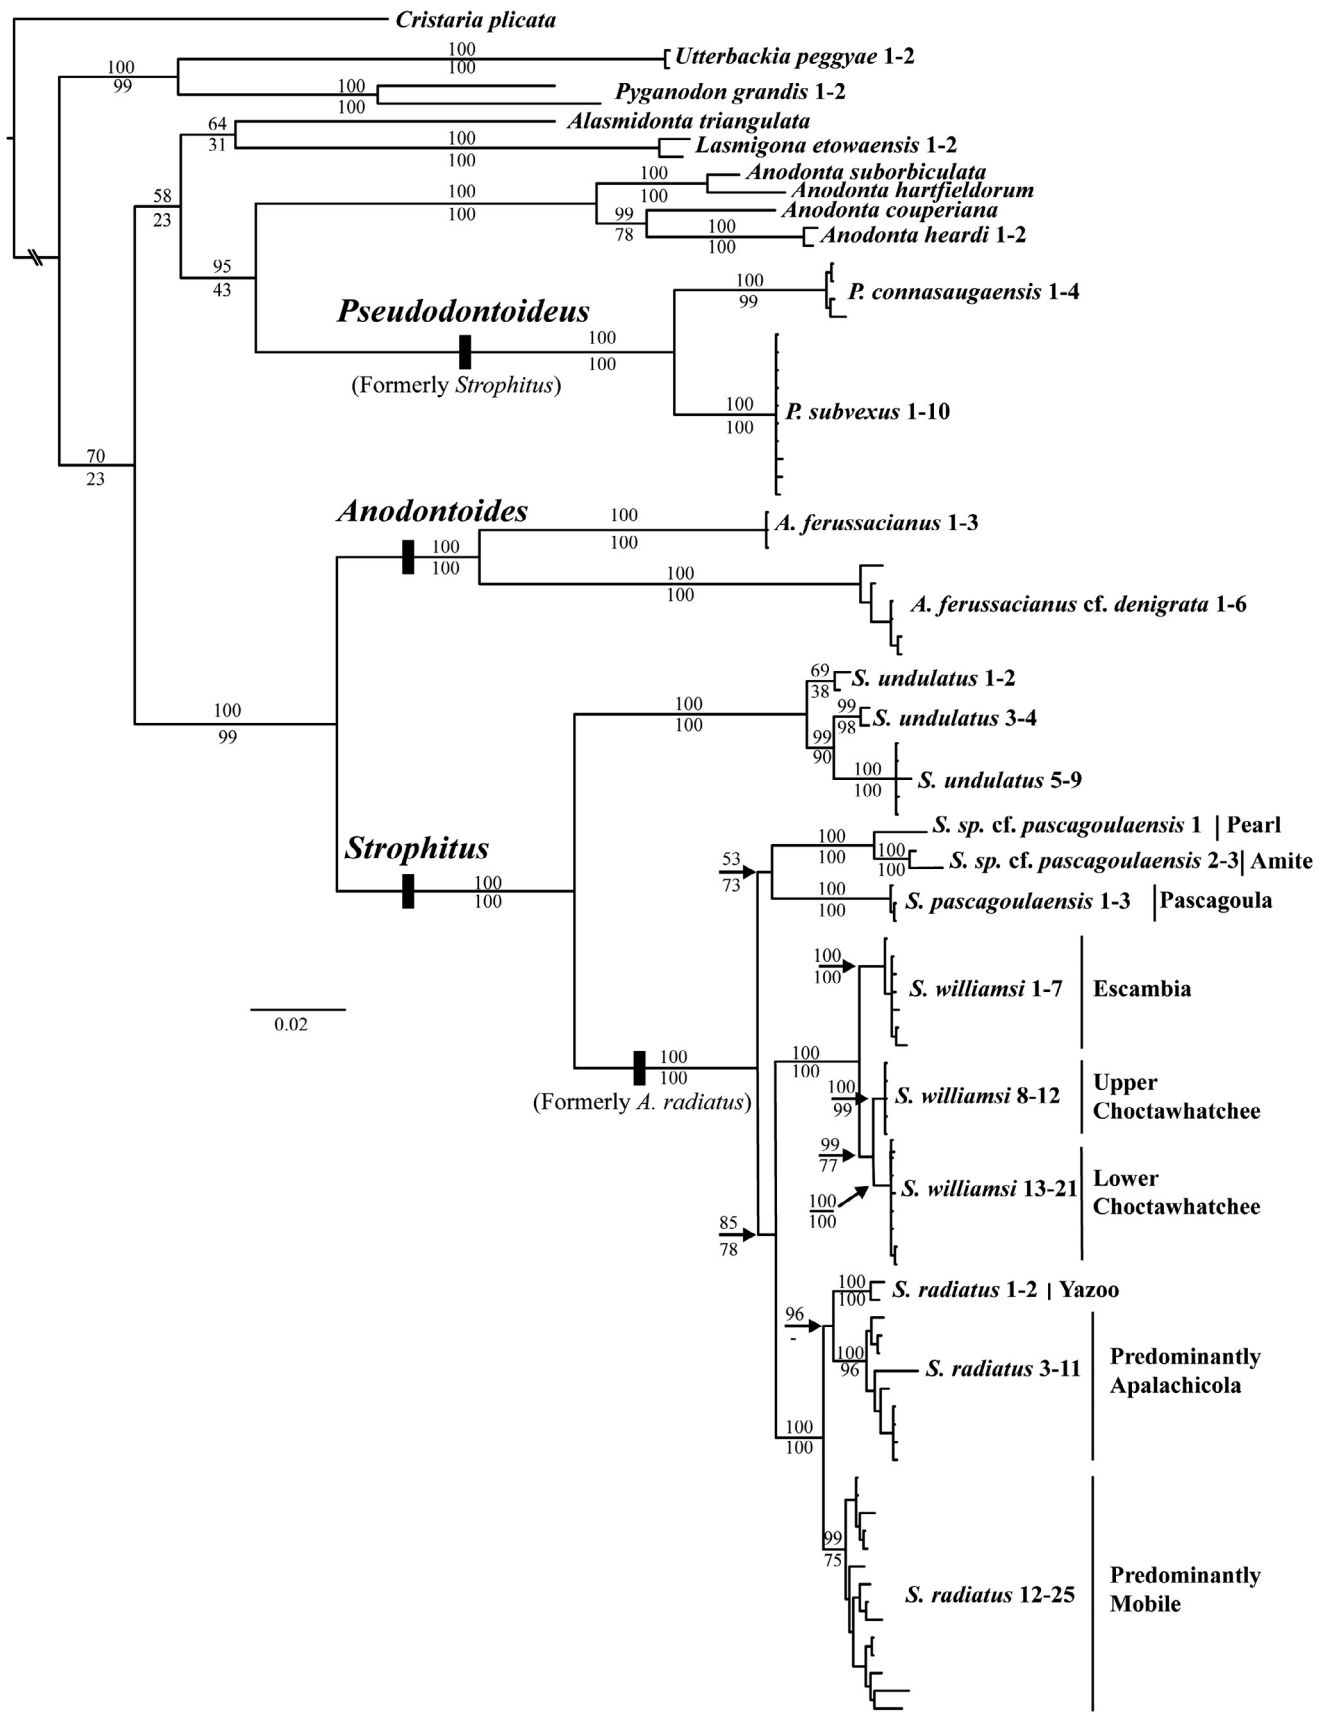 Cristaria plicata
100
100
Utterbackia peggyae 1-2
100
99
100
100
Pyganodon grandis 1-2
64
31
Alasmidonta triangulata
100
100
Lasmigona etowaensis 1-2
58
23
100
100
100
100
Anodonta suborbiculata
Anodonta hartfieldorum
99
78
Anodonta couperiana
100
100
Anodonta heardi 1-2
95
43
100
99
P. connasaugaensis 1-4
Pseudodontoideus
(Formerly Strophitus)
100
100
100
100
P. subvexus 1-10
70
23
Anodontoides
100
100
100
100
A. ferussacianus 1-3
100
100
A. ferussacianus cf. denigrata 1-6
100
99
100
100
69
38
S. undulatus 1-2
99
98
S. undulatus 3-4
99
90
100
100
S. undulatus 5-9
Strophitus
100
100
53
73
100
100
S. sp. cf. pascagoulaensis 1 | Pearl
100
100
S. sp. cf. pascagoulaensis 2-3| Amite
100
100
S. pascagoulaensis 1-3
Pascagoula
100
100
S. williamsi 1-7
Escambia
0.02
100
100
(Formerly A. radiatus)
100
100
100
99
S. williamsi 8-12
Upper
Choctawhatchee
99
77
100
100
S. williamsi 13-21
Lower
Choctawhatchee
85
78
100
100
S. radiatus 1-2 | Yazoo
96
-
100
96
S. radiatus 3-11
Predominantly
Apalachicola
100
100
99
75
S. radiatus 12-25
Predominantly
Mobile